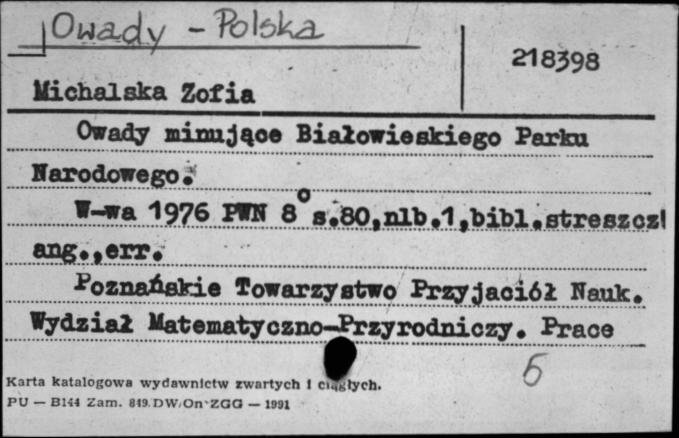 Owady - Polska
218398
Michalska Zofia
Owady minujące Białowieskiego Parku
Narodowego.
W-wa 1976 PWN 8° s.80,nlb.1,bibl.streszcz
ang.,err.
Poznańskie Towarzystwo Przyjaciół Nauk.
Wydział Matematyczno-Przyrodniczy. Prace
6
Karta katalogowa wydawnictw zwartych i ciągłych.
PU — B144 Zam. 849.DW/On-ZGG — 1991